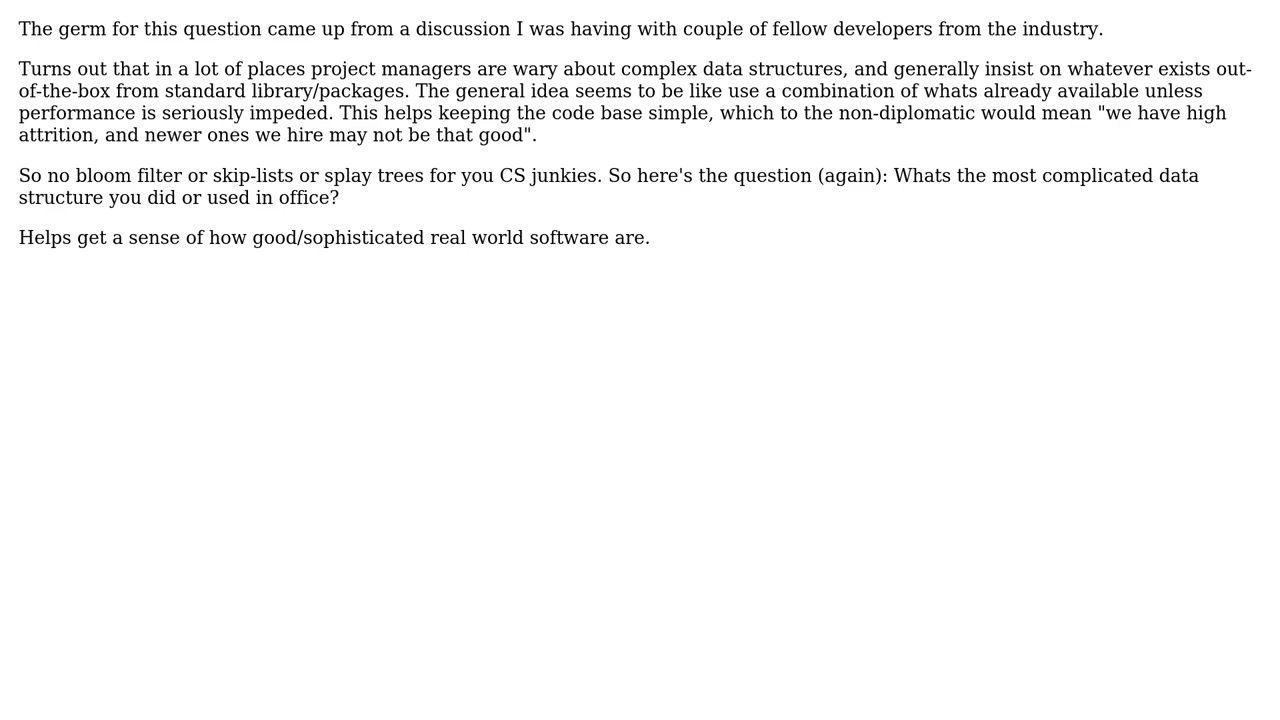 The germ for this question came up from a discussion I was having with couple of fellow developers from the industry.
Turns out that in a lot of places project managers are wary about complex data structures, and generally insist on whatever exists out-
of-the-box from standard library/packages. The general idea seems to be like use a combination of whats already available unless
performance is seriously impeded. This helps keeping the code base simple, which to the non-diplomatic would mean "we have high
attrition, and newer ones we hire may not be that good".
So no bloom filter or skip-lists or splay trees for you CS junkies. So here's the question (again): Whats the most complicated data
structure you did or used in office?
Helps get a sense of how good/sophisticated real world software are.